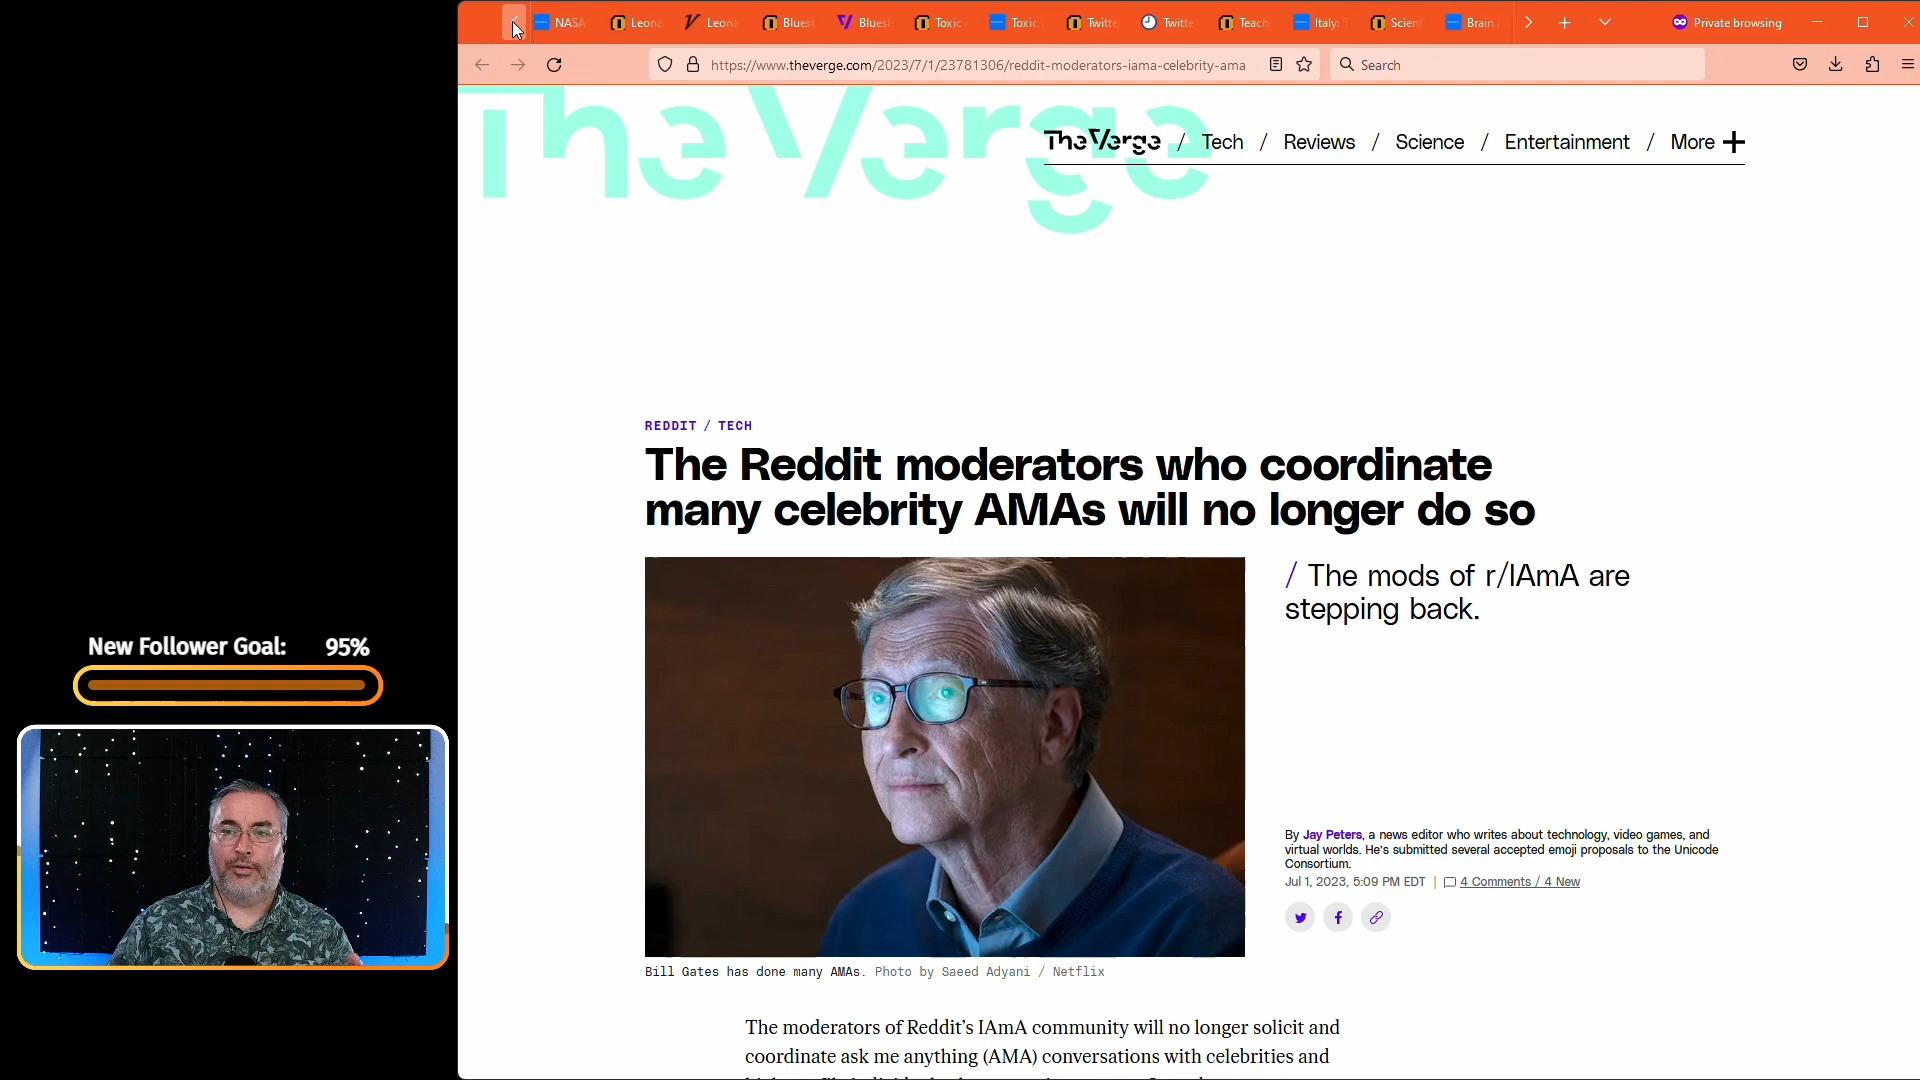 NASA
Leona
Leona
Blues
Blues
Toxic
Toxic
Twitte
Twitte
Teach
Italy:
Scien
Brain
Private browsing
https://www.theverge.com/2023/7/1/23781306/reddit-moderators-iama-celebrity-ama
Search
The Verge
The Verge / Tech / Reviews / Science / Entertainment / More
REDDIT / TECH
The Reddit moderators who coordinate
many celebrity AMAs will no longer do so
/ The mods of r/IAmA are
stepping back.
By Jay Peters, a news editor who writes about technology, video games, and
virtual worlds. He's submitted several accepted emoji proposals to the Unicode
Consortium.
Jul 1, 2023, 5:09 PM EDT | 4 Comments / 4 New
Bill Gates has done many AMAs. Photo by Saeed Adyani / Netflix
The moderators of Reddit’s IAmA community will no longer solicit and
coordinate ask me anything (AMA) conversations with celebrities and
New Follower Goal: 95%